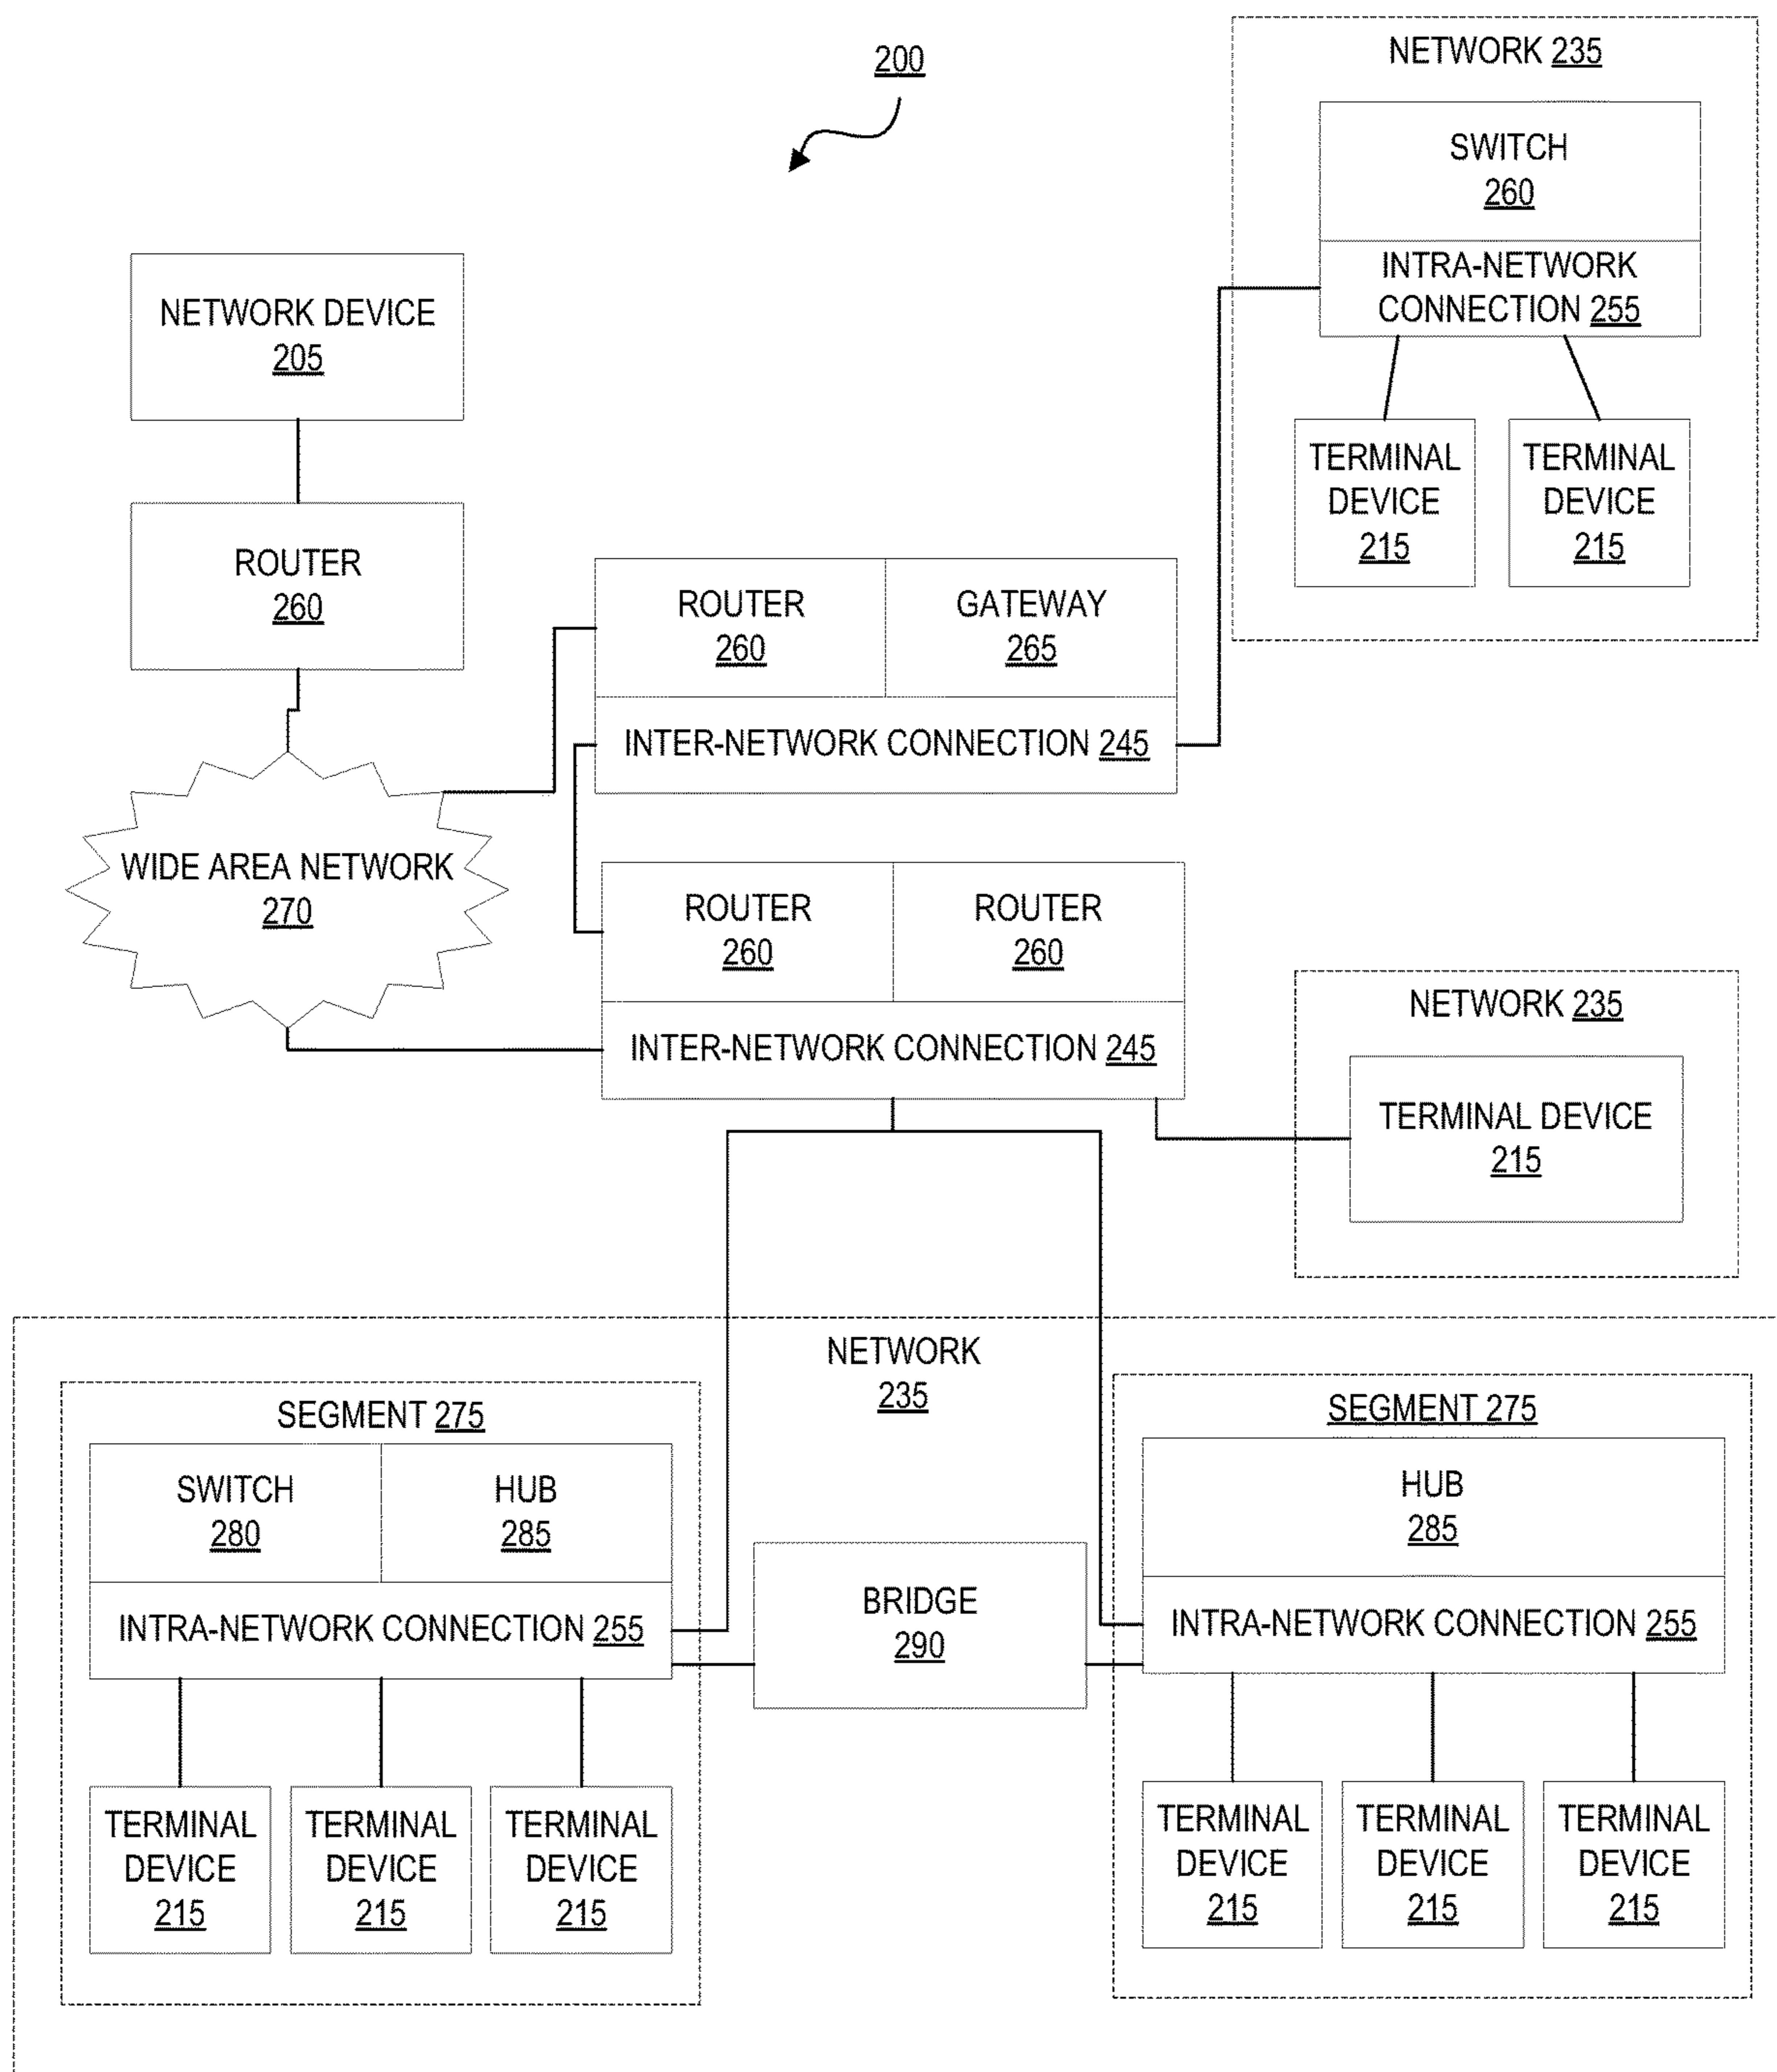 200
NETWORK 235
SWITCH
260
INTRA-NETWORK
CONNECTION 255
TERMINAL
DEVICE
215
TERMINAL
DEVICE
215
NETWORK DEVICE
205
ROUTER
260
ROUTER
260
GATEWAY
265
INTER-NETWORK CONNECTION 245
WIDE AREA NETWORK
270
ROUTER
260
ROUTER
260
INTER-NETWORK CONNECTION 245
NETWORK 235
TERMINAL DEVICE
215
NETWORK
235
SEGMENT 275
SWITCH
280
HUB
285
INTRA-NETWORK CONNECTION 255
TERMINAL
DEVICE
215
TERMINAL
DEVICE
215
TERMINAL
DEVICE
215
BRIDGE
290
SEGMENT 275
HUB
285
INTRA-NETWORK CONNECTION 255
TERMINAL
DEVICE
215
TERMINAL
DEVICE
215
TERMINAL
DEVICE
215